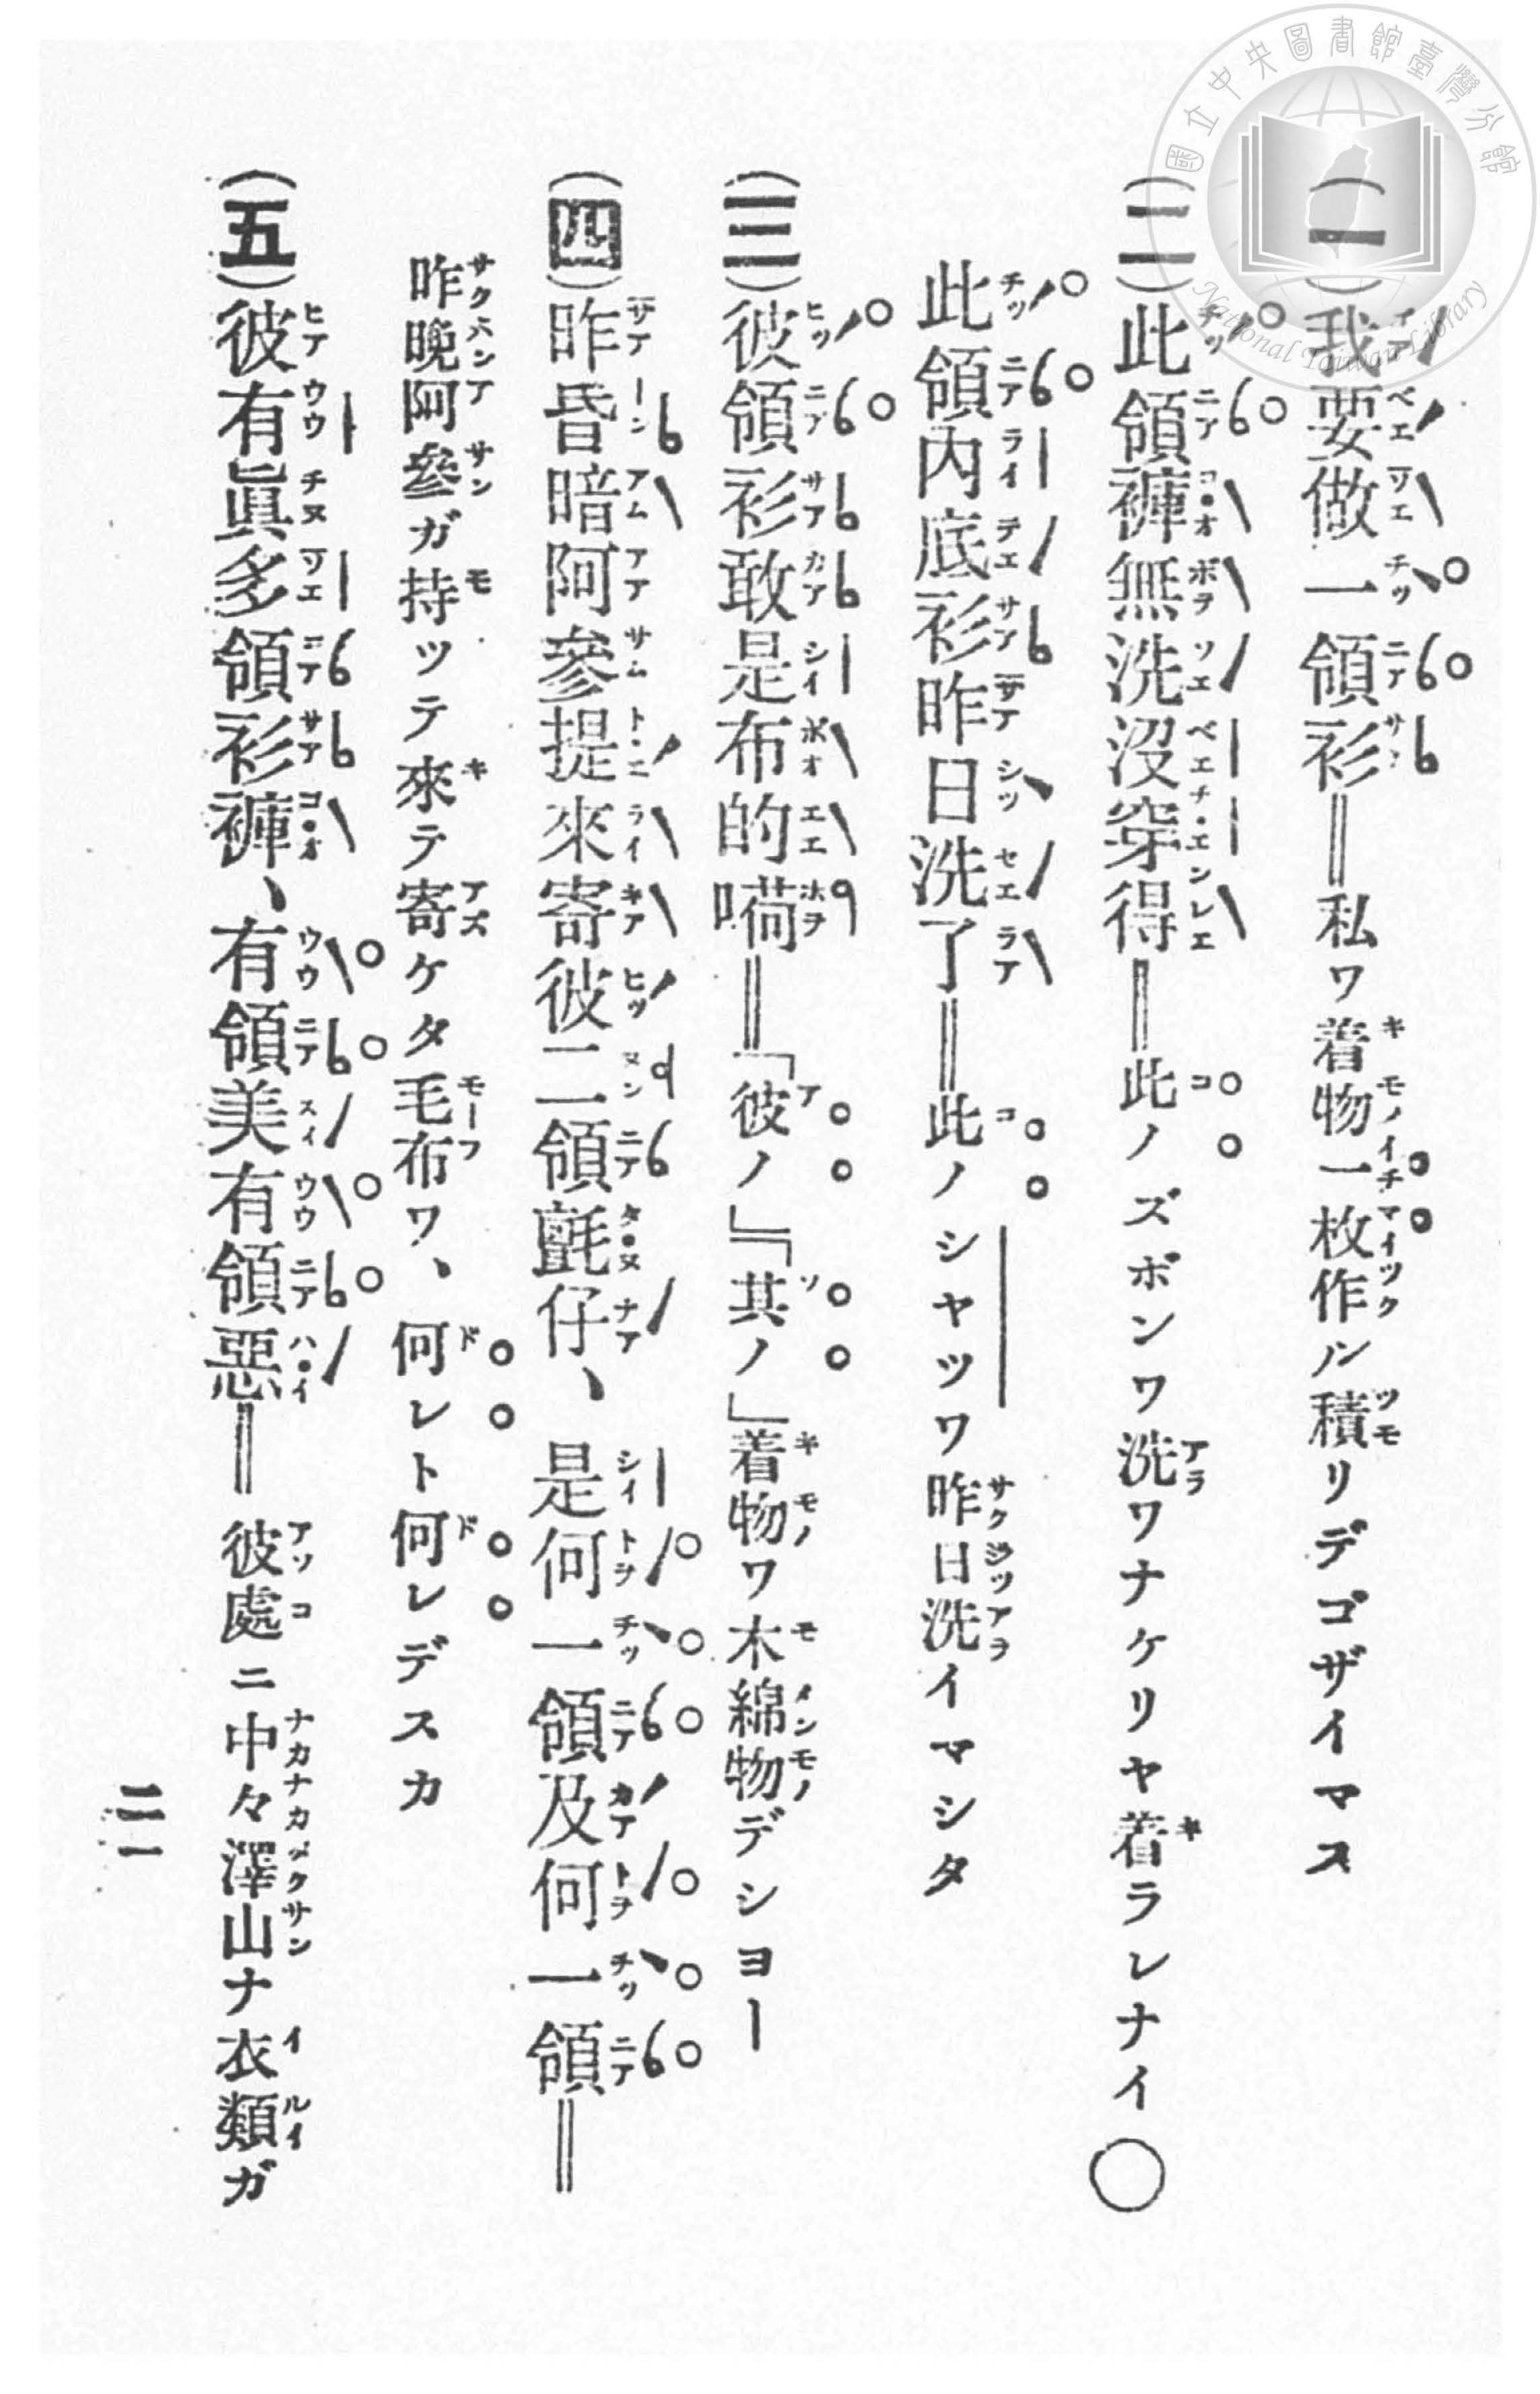 國立中央圖書館臺灣分館
National Taiwan Library
(一)我要做一領衫＝私ワ着物一枚作ル積リデゴザイマス
(二)此領褲無洗沒穿得＝此ノズボンワ洗ワナケリヤ着ラレナイ〇
此領內底衫昨日洗了＝此ノシヤツワ昨日洗イマシタ
(三)彼領衫敢是布的嗬＝「彼ノ」「其ノ」着物ワ木綿物デシヨー
(四)昨昏暗阿參提來寄彼二領氈仔、是何一領及何一領＝
昨晚阿參ガ持ツテ來テ寄ケタ毛布ワ、何レト何レデスカ
(五)彼有眞多領衫褲、有領美有領惡＝彼處ニ中々澤山ナ衣類ガ
二一